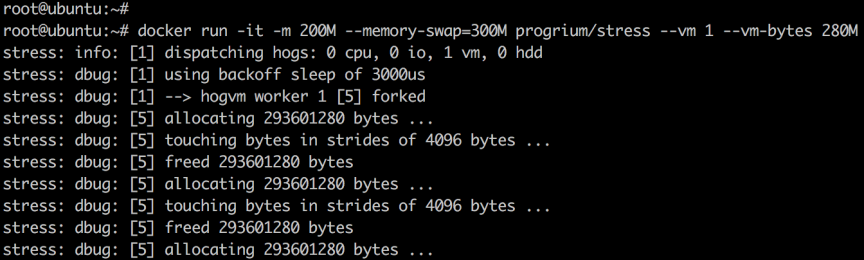 root@ubuntu:~#
root@ubuntu:~# docker run -it -m 200M --memory-swap=300M progrium/stress --vm 1 --vm-bytes 280M
stress: info: [1] dispatching hogs: 0 cpu, 0 io, 1 vm, 0 hdd
stress: dbug: [1] using backoff sleep of 3000us
stress: dbug: [1] --> hogvm worker 1 [5] forked
stress: dbug: [5] allocating 293601280 bytes ...
stress: dbug: [5] touching bytes in strides of 4096 bytes ...
stress: dbug: [5] freed 293601280 bytes
stress: dbug: [5] allocating 293601280 bytes ...
stress: dbug: [5] touching bytes in strides of 4096 bytes ...
stress: dbug: [5] freed 293601280 bytes
stress: dbug: [5] allocating 293601280 bytes ...